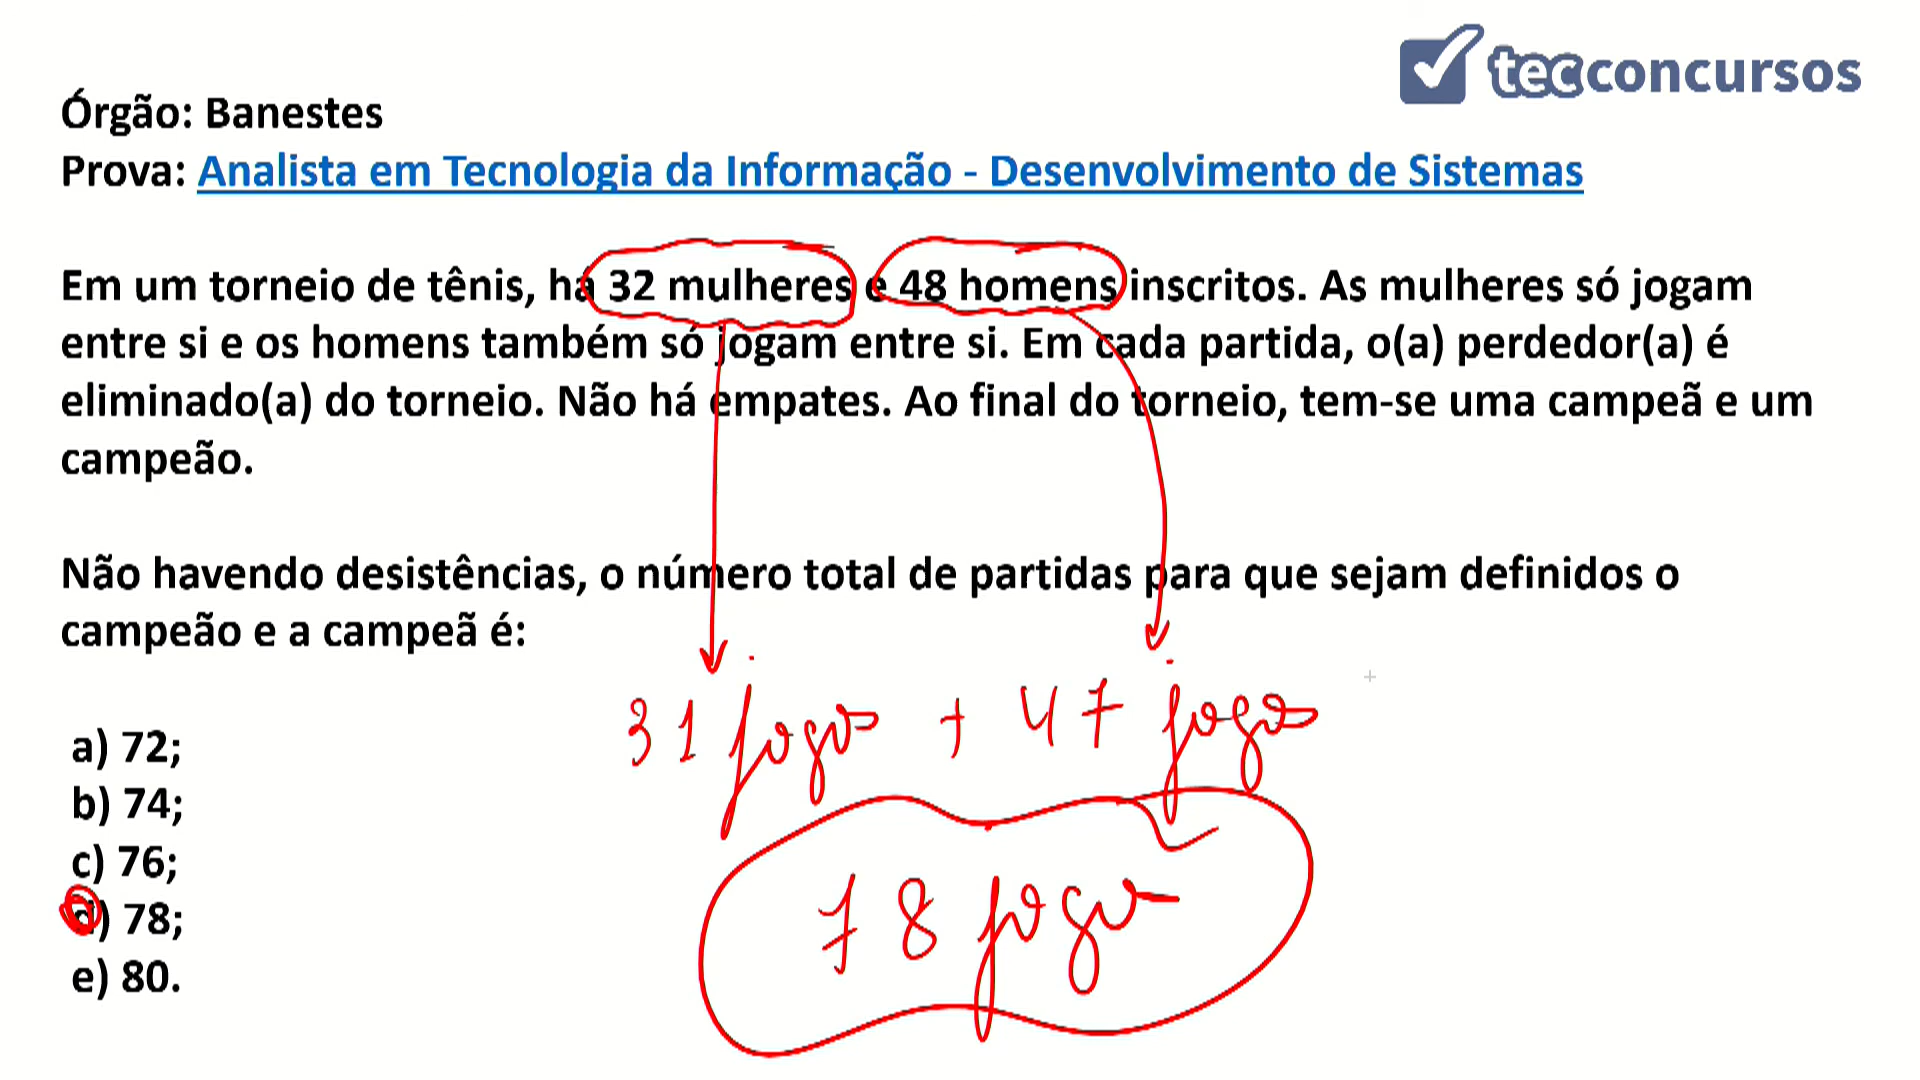 tecconcursos
Órgão: Banestes
Prova: Analista em Tecnologia da Informação - Desenvolvimento de Sistemas
Em um torneio de tênis, há 32 mulheres e 48 homens inscritos. As mulheres só jogam
entre si e os homens também só jogam entre si. Em cada partida, o(a) perdedor(a) é
eliminado(a) do torneio. Não há empates. Ao final do torneio, tem-se uma campeã e um
campeão.
Não havendo desistências, o número total de partidas para que sejam definidos o
campeão e a campeã é:
31 jogos + 47 jogos
a) 72;
b) 74;
c) 76;
d) 78;
78 jogos
e) 80.